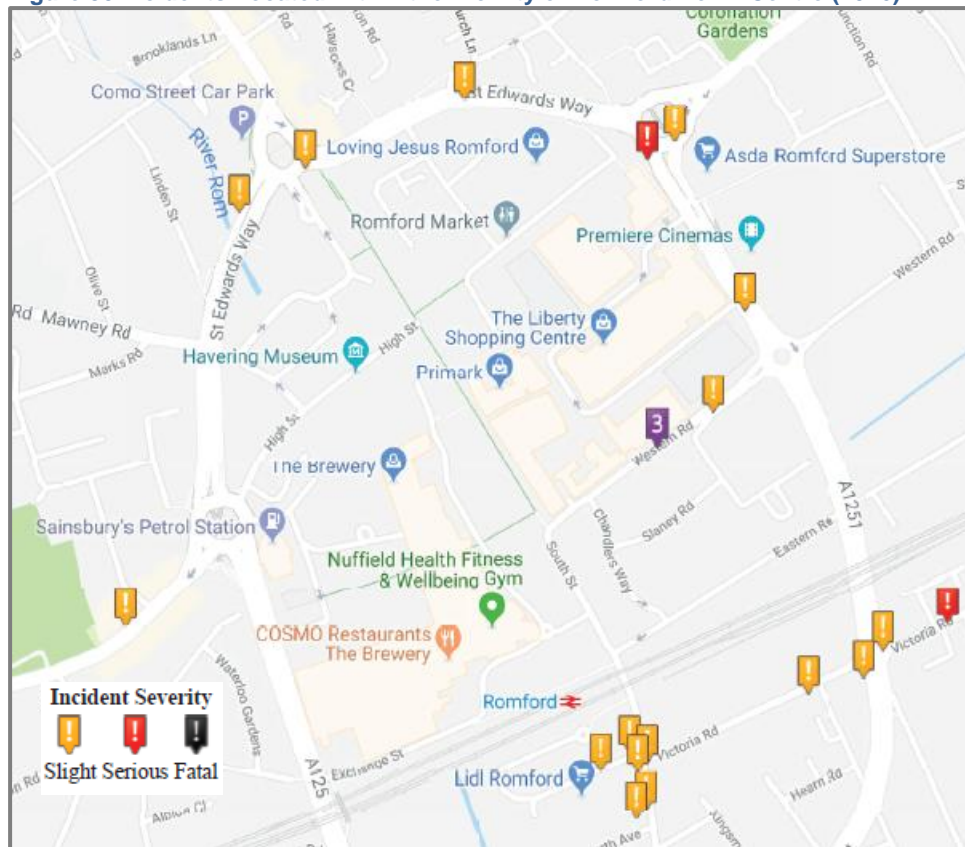 Coronation
Gardens
Brooklands Ln
Como Street Car Park
P
St Edwards Way
River Rom
Linden St
Loving Jesus Romford
Asda Romford Superstore
Romford Market
Premiere Cinemas
Western Rd
Olive St
St Edwards Way
Rd Mawney Rd
Marks Rd
The Liberty
Shopping Centre
High St
Havering Museum
Primark
3
Western Rd
High St
The Brewery
A1251
Sainsbury's Petrol Station
Slaney Rd
Eastern Rd
Chandlers Way
South St
Nuffield Health Fitness
& Wellbeing Gym
COSMO Restaurants
The Brewery
Victoria Rd
Waterloo Gardens
Romford
Incident Severity
Slight Serious Fatal
Victoria Rd
Exchange St
A125
Lidl Romford
Hearn Rd